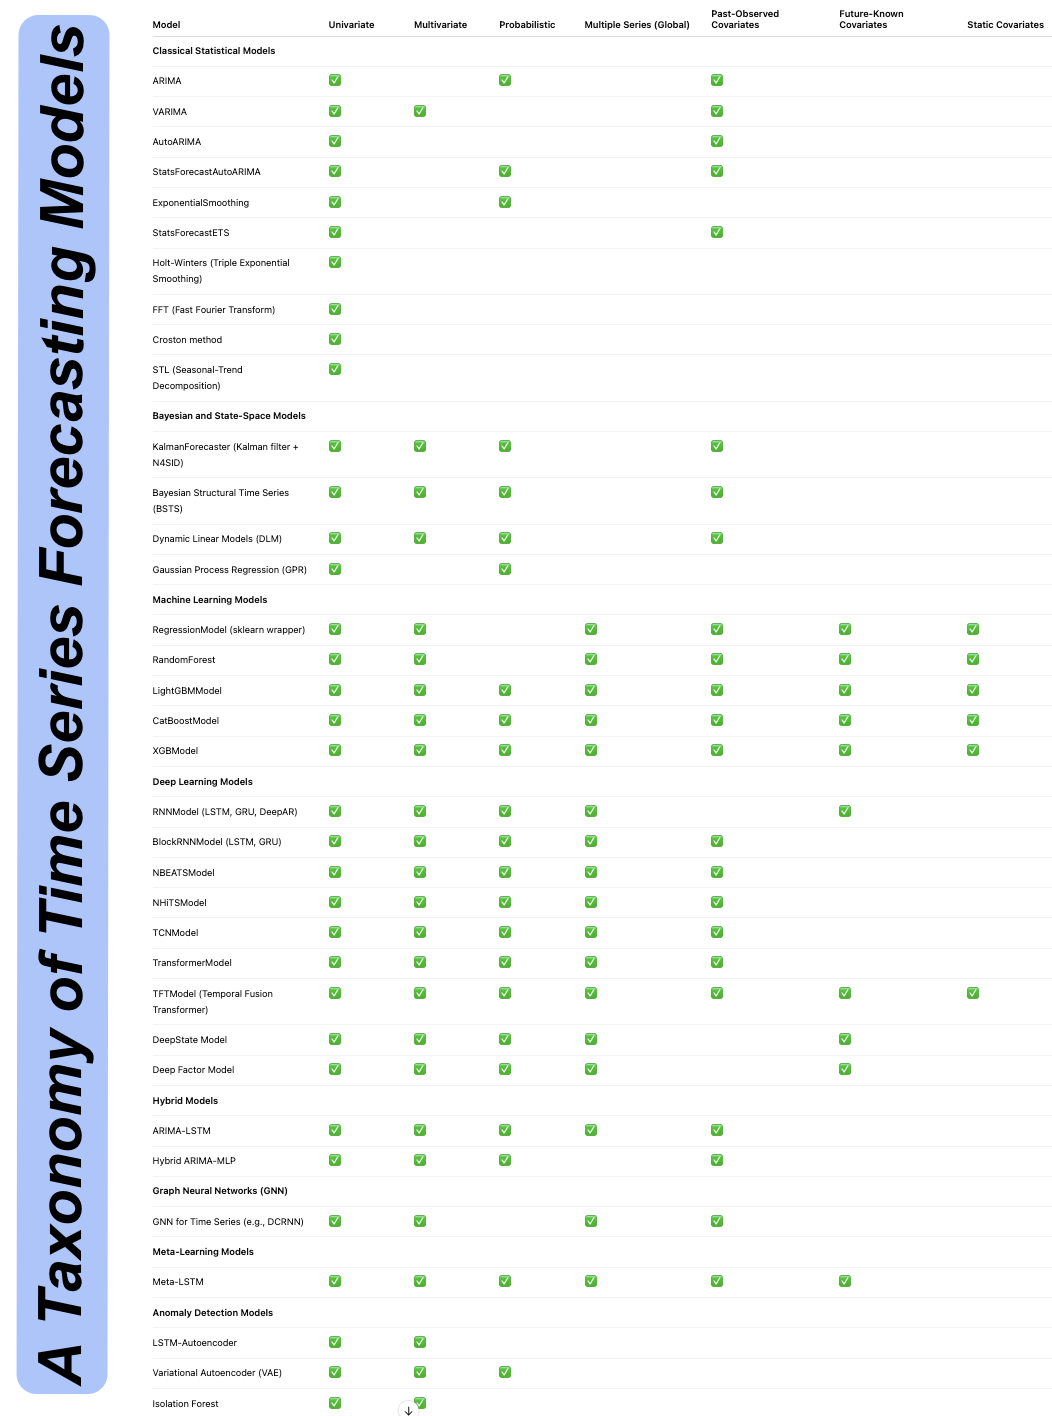 A Taxonomy of Time Series Forecasting Models
Model Univariate Multivariate Probabilistic Multiple Series (Global) Past-Observed Covariates Future-Known Covariates Static Covariates
Classical Statistical Models
ARIMA ✅ ✅ ✅
VARIMA ✅ ✅ ✅
AutoARIMA ✅ ✅
StatsForecastAutoARIMA ✅ ✅ ✅
ExponentialSmoothing ✅ ✅
StatsForecastETS ✅ ✅
Holt-Winters (Triple Exponential ✅
Smoothing)
FFT (Fast Fourier Transform) ✅
Croston method ✅
STL (Seasonal-Trend ✅
Decomposition)
Bayesian and State-Space Models
KalmanForecaster (Kalman filter + ✅ ✅ ✅ ✅
N4SID)
Bayesian Structural Time Series ✅ ✅ ✅ ✅
(BSTS)
Dynamic Linear Models (DLM) ✅ ✅ ✅ ✅
Gaussian Process Regression (GPR) ✅ ✅
Machine Learning Models
RegressionModel (sklearn wrapper) ✅ ✅ ✅ ✅ ✅ ✅
RandomForest ✅ ✅ ✅ ✅ ✅ ✅
LightGBMModel ✅ ✅ ✅ ✅ ✅ ✅ ✅
CatBoostModel ✅ ✅ ✅ ✅ ✅ ✅ ✅
XGBModel ✅ ✅ ✅ ✅ ✅ ✅ ✅
Deep Learning Models
RNNModel (LSTM, GRU, DeepAR) ✅ ✅ ✅ ✅ ✅
BlockRNNModel (LSTM, GRU) ✅ ✅ ✅ ✅ ✅
NBEATSModel ✅ ✅ ✅ ✅ ✅
NHiTSModel ✅ ✅ ✅ ✅ ✅
TCNModel ✅ ✅ ✅ ✅ ✅
TransformerModel ✅ ✅ ✅ ✅ ✅
TFTModel (Temporal Fusion ✅ ✅ ✅ ✅ ✅ ✅ ✅
Transformer)
DeepState Model ✅ ✅ ✅ ✅ ✅
Deep Factor Model ✅ ✅ ✅ ✅ ✅
Hybrid Models
ARIMA-LSTM ✅ ✅ ✅ ✅ ✅
Hybrid ARIMA-MLP ✅ ✅ ✅ ✅
Graph Neural Networks (GNN)
GNN for Time Series (e.g., DCRNN) ✅ ✅ ✅ ✅
Meta-Learning Models
Meta-LSTM ✅ ✅ ✅ ✅ ✅ ✅
Anomaly Detection Models
LSTM-Autoencoder ✅ ✅
Variational Autoencoder (VAE) ✅ ✅ ✅
Isolation Forest ✅ ✅